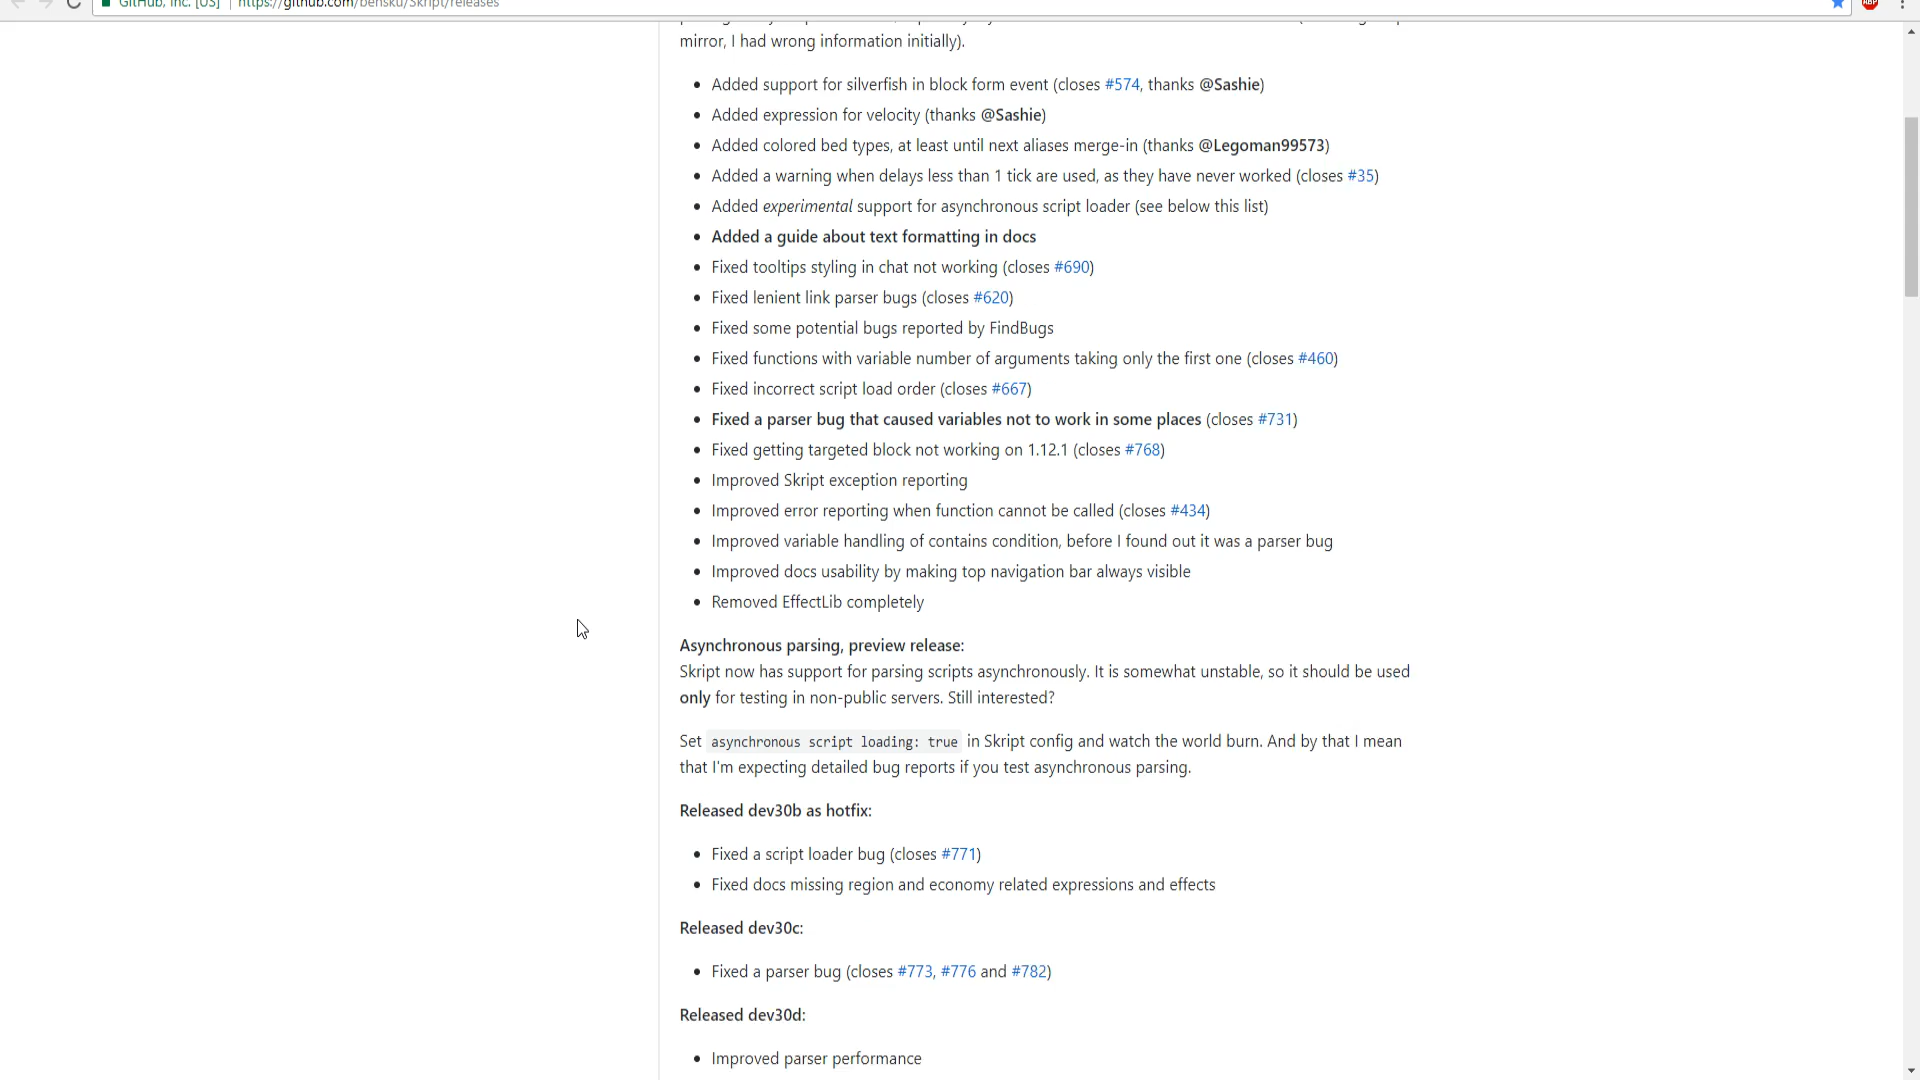 GitHub, Inc. [US] | https://github.com/bensku/Skript/releases
ABP
mirror, I had wrong information initially).
Added support for silverfish in block form event (closes #574, thanks @Sashie)
Added expression for velocity (thanks @Sashie)
Added colored bed types, at least until next aliases merge-in (thanks @Legoman99573)
Added a warning when delays less than 1 tick are used, as they have never worked (closes #35)
Added experimental support for asynchronous script loader (see below this list)
Added a guide about text formatting in docs
Fixed tooltips styling in chat not working (closes #690)
Fixed lenient link parser bugs (closes #620)
Fixed some potential bugs reported by FindBugs
Fixed functions with variable number of arguments taking only the first one (closes #460)
Fixed incorrect script load order (closes #667)
Fixed a parser bug that caused variables not to work in some places (closes #731)
Fixed getting targeted block not working on 1.12.1 (closes #768)
Improved Skript exception reporting
Improved error reporting when function cannot be called (closes #434)
Improved variable handling of contains condition, before I found out it was a parser bug
Improved docs usability by making top navigation bar always visible
Removed EffectLib completely
Asynchronous parsing, preview release:
Skript now has support for parsing scripts asynchronously. It is somewhat unstable, so it should be used
only for testing in non-public servers. Still interested?
Set asynchronous script loading: true in Skript config and watch the world burn. And by that I mean
that I'm expecting detailed bug reports if you test asynchronous parsing.
Released dev30b as hotfix:
Fixed a script loader bug (closes #771)
Fixed docs missing region and economy related expressions and effects
Released dev30c:
Fixed a parser bug (closes #773, #776 and #782)
Released dev30d:
Improved parser performance